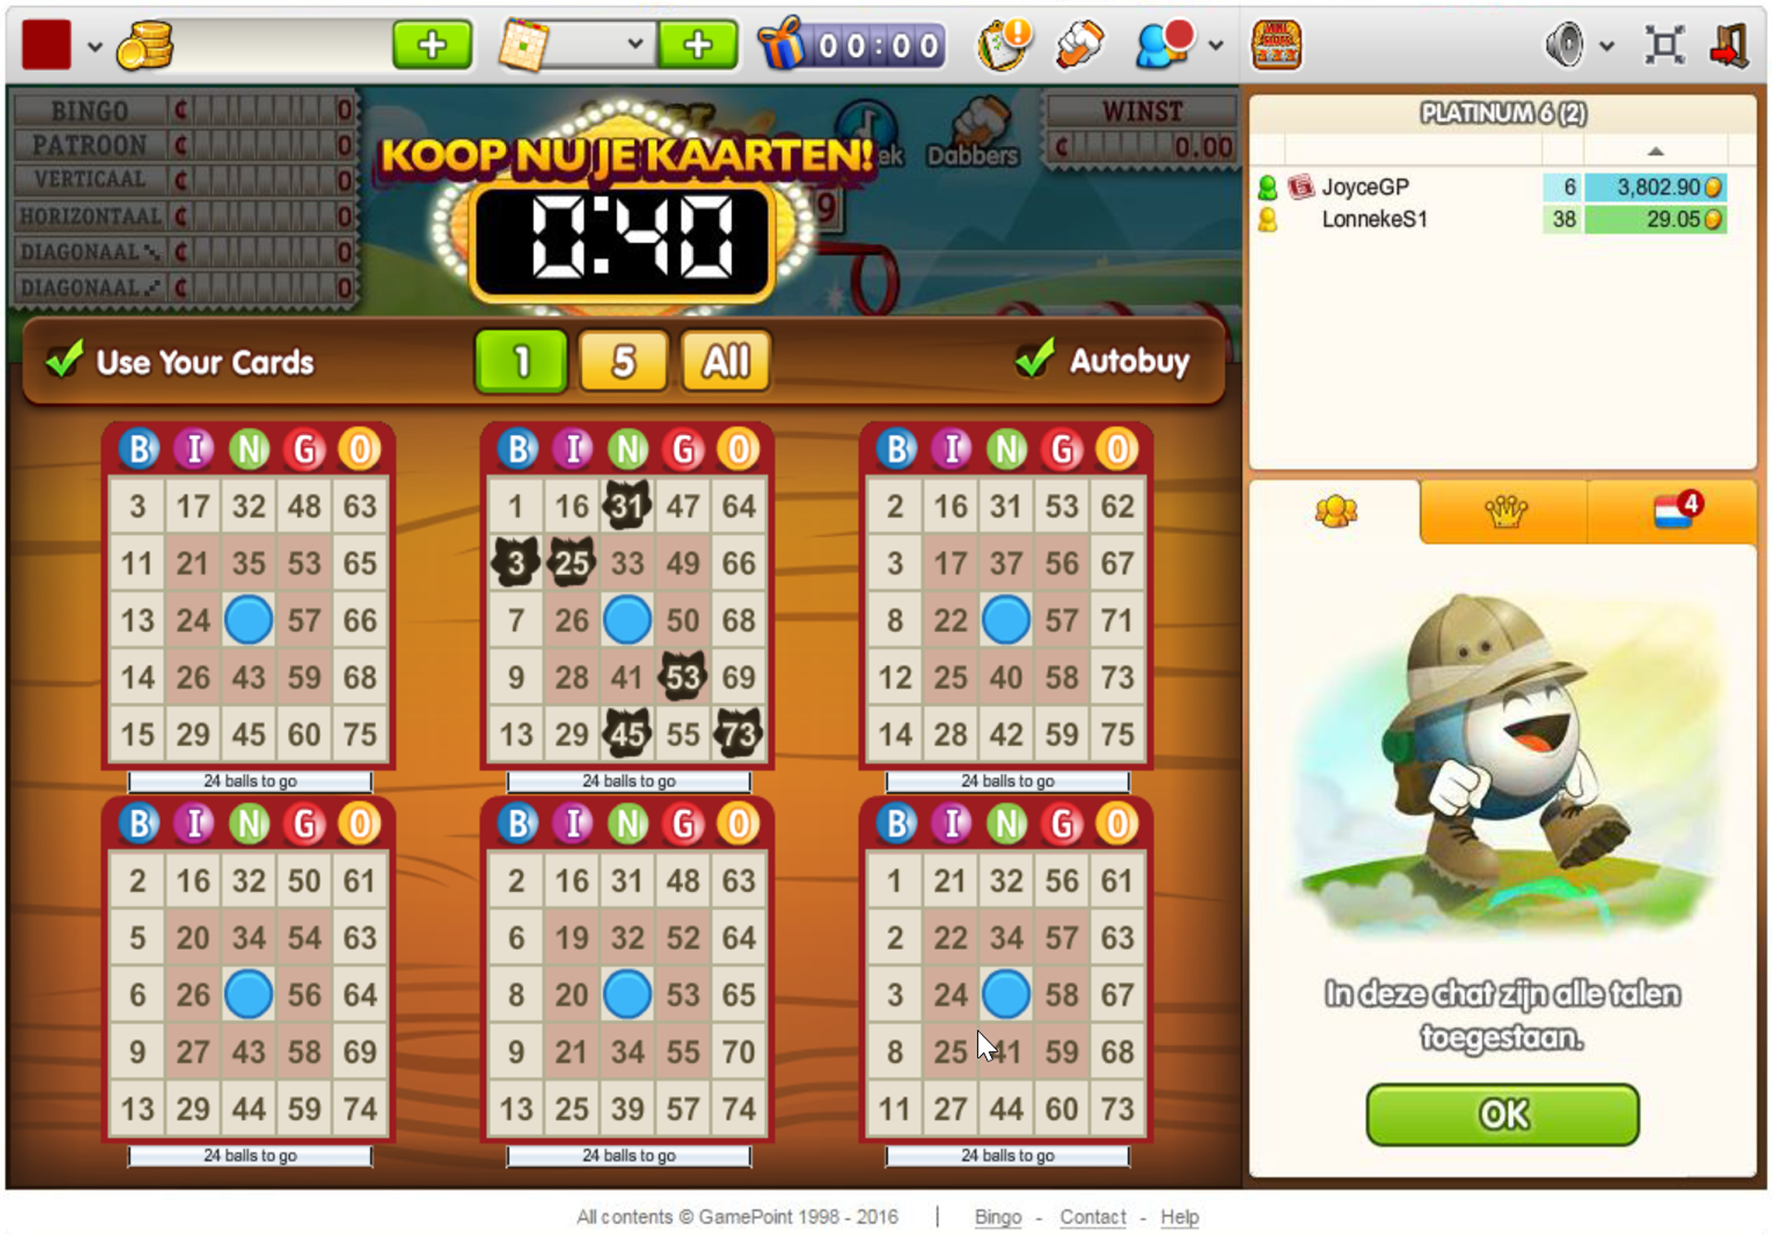 00:00
BINGO ₵ 0
PATROON ₵ 0
VERTICAAL ₵ 0
HORIZONTAAL ₵ 0
DIAGONAAL ₵ 0
DIAGONAAL ₵ 0
KOOP NU JE KAARTEN!
0:40
ek
Dabbers
WINST
₵ 0.00
PLATINUM 6 (2)
JoyceGP 6 3,802.90
LonnekeS1 38 29.05
Use Your Cards 1 5 All Autobuy
B I N G O
3 17 32 48 63
11 21 35 53 65
13 24 57 66
14 26 43 59 68
15 29 45 60 75
24 balls to go
B I N G O
1 16 31 47 64
3 25 33 49 66
7 26 50 68
9 28 41 53 69
13 29 45 55 73
24 balls to go
B I N G O
2 16 31 53 62
3 17 37 56 67
8 22 57 71
12 25 40 58 73
14 28 42 59 75
24 balls to go
B I N G O
2 16 32 50 61
5 20 34 54 63
6 26 56 64
9 27 43 58 69
13 29 44 59 74
24 balls to go
B I N G O
2 16 31 48 63
6 19 32 52 64
8 20 53 65
9 21 34 55 70
13 25 39 57 74
24 balls to go
B I N G O
1 21 32 56 61
2 22 34 57 63
3 24 58 67
8 25 41 59 68
11 27 44 60 73
24 balls to go
4
In deze chat zijn alle talen
toegestaan.
OK
All contents © GamePoint 1998 - 2016 | Bingo - Contact - Help